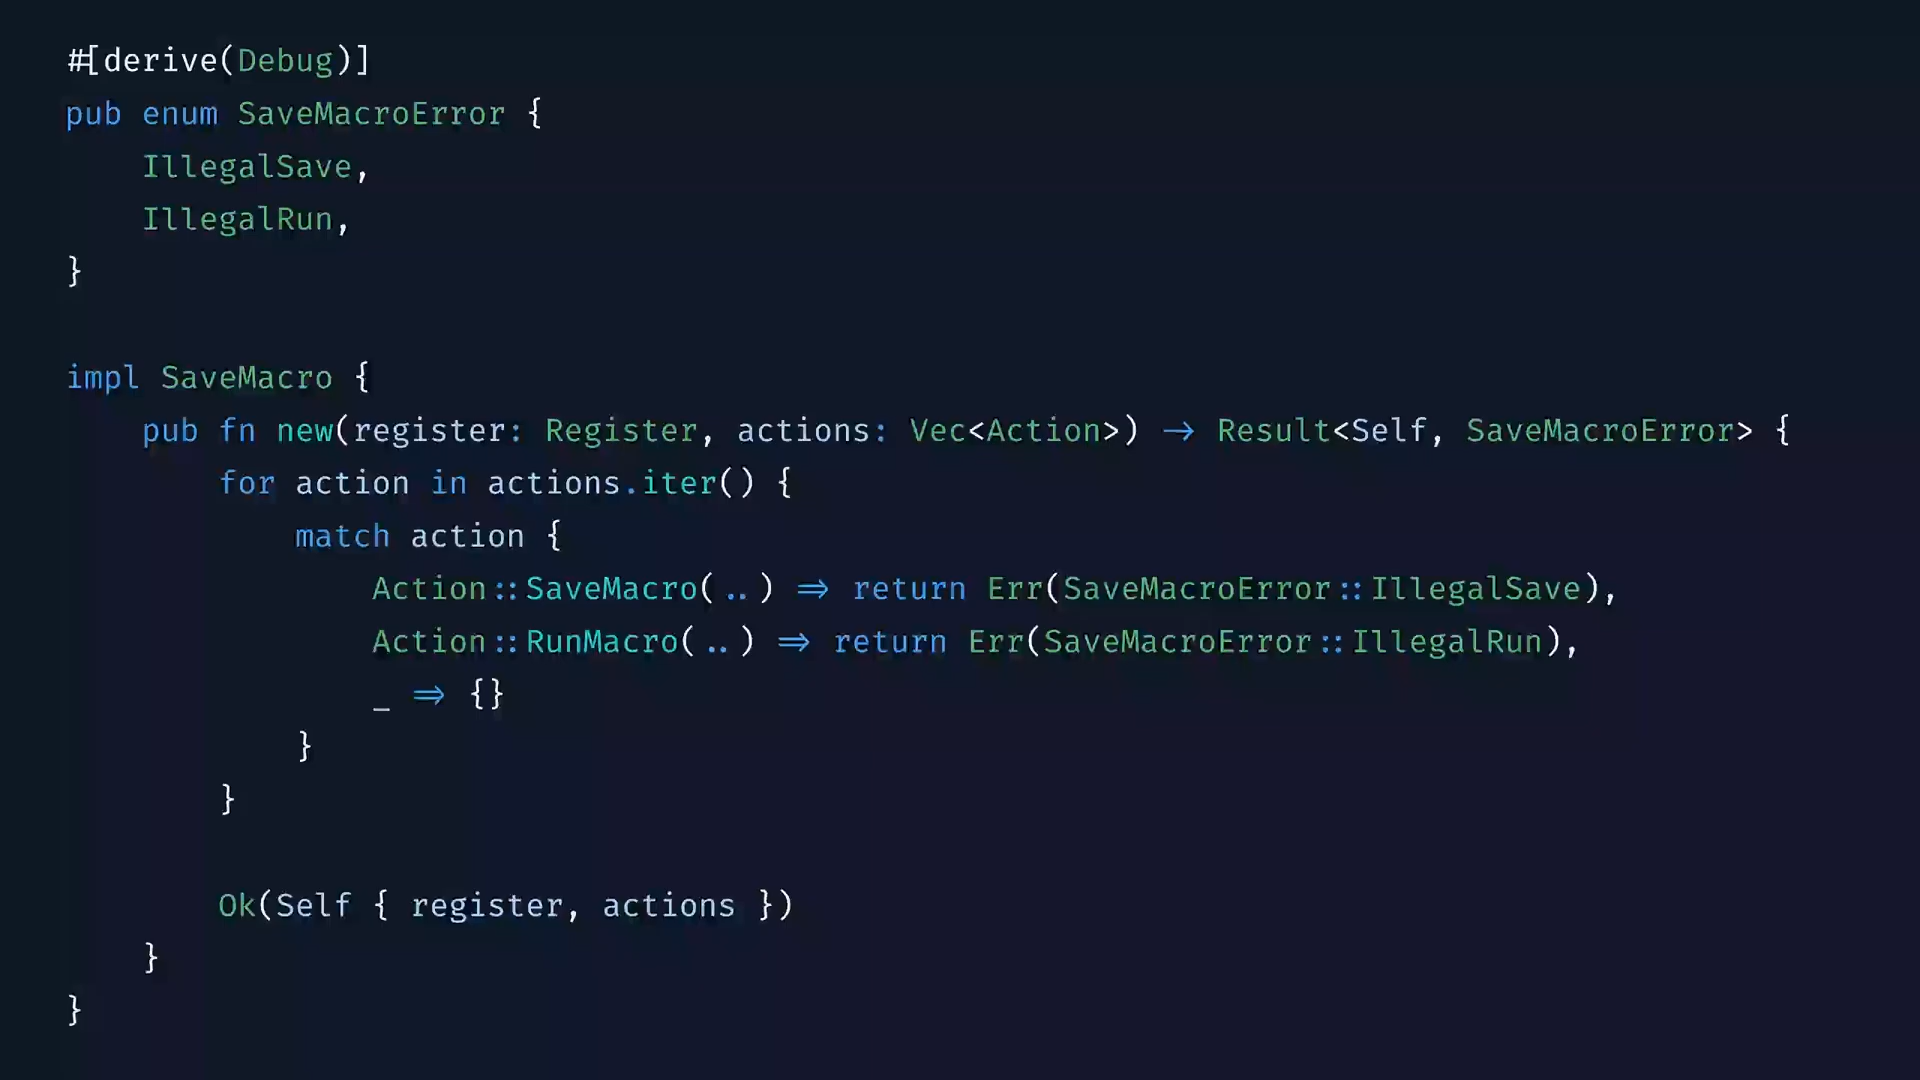 #[derive(Debug)]
pub enum SaveMacroError {
    IllegalSave,
    IllegalRun,
}

impl SaveMacro {
    pub fn new(register: Register, actions: Vec<Action>) -> Result<Self, SaveMacroError> {
        for action in actions.iter() {
            match action {
                Action::SaveMacro(..) => return Err(SaveMacroError::IllegalSave),
                Action::RunMacro(..) => return Err(SaveMacroError::IllegalRun),
                _ => {}
            }
        }

        Ok(Self { register, actions })
    }
}